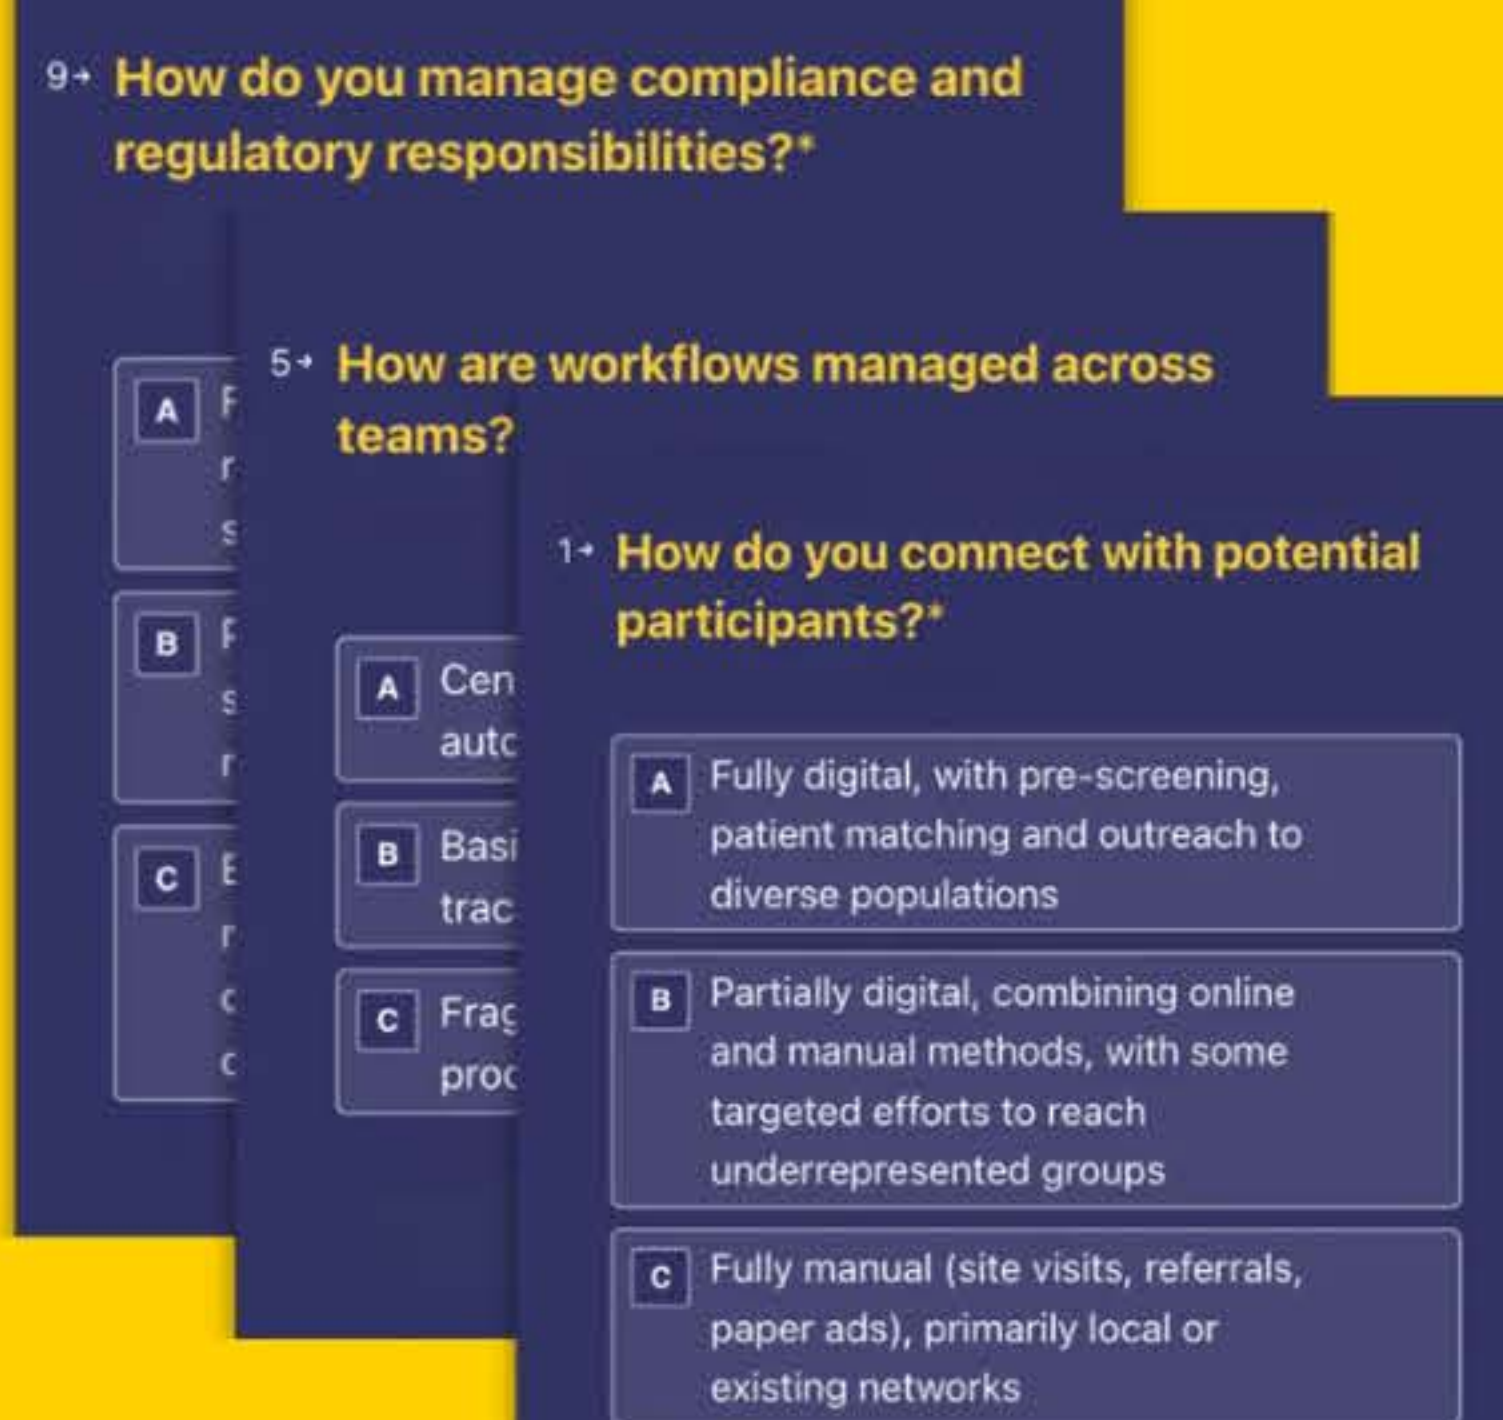 9→ How do you manage compliance and
regulatory responsibilities?*
A
B
C
5→ How are workflows managed across
teams?
A
B
C
1→ How do you connect with potential
participants?*
A Fully digital, with pre-screening,
patient matching and outreach to
diverse populations
B Partially digital, combining online
and manual methods, with some
targeted efforts to reach
underrepresented groups
C Fully manual (site visits, referrals,
paper ads), primarily local or
existing networks